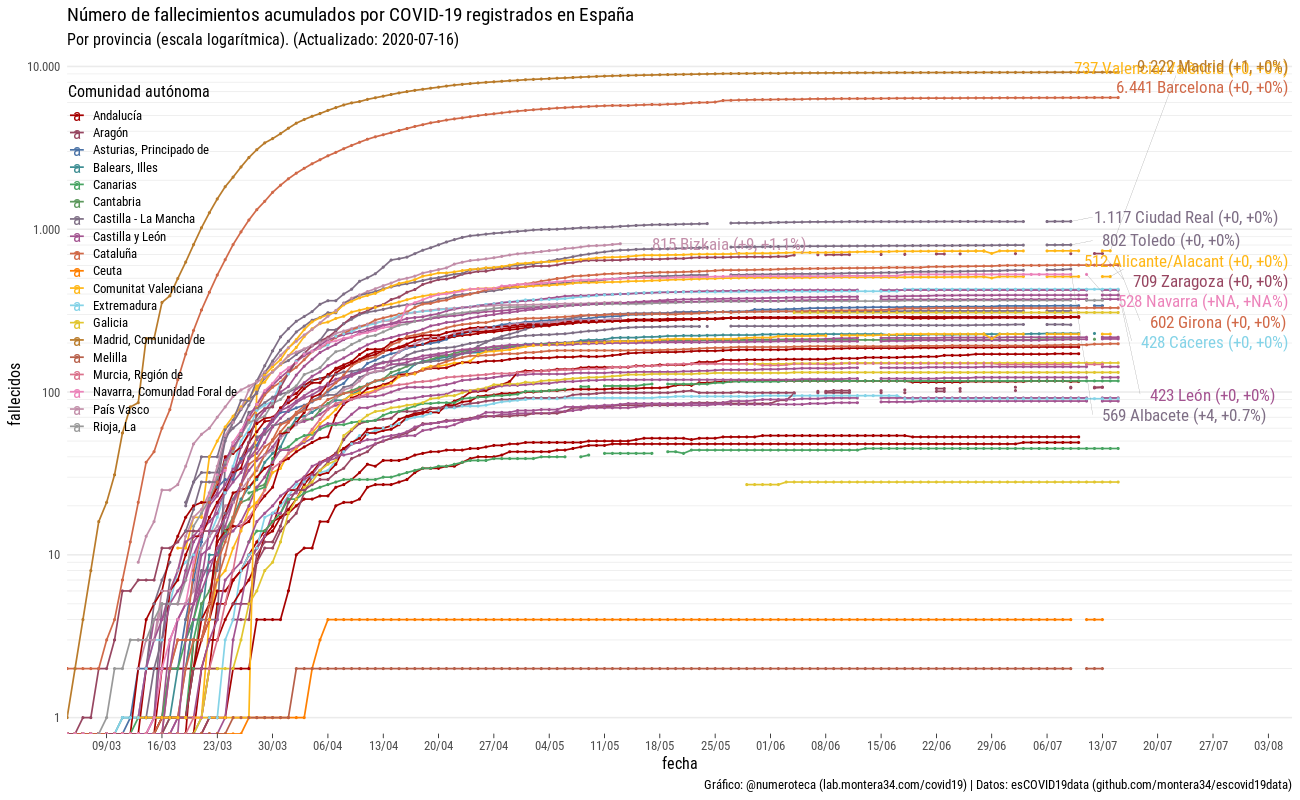 Número de fallecimientos acumulados por COVID-19 registrados en España
Por provincia (escala logarítmica). (Actualizado: 2020-07-16)
10.000
1.000
100
10
1
fallecidos
Comunidad autónoma
Andalucía
Aragón
Asturias, Principado de
Balears, Illes
Canarias
Cantabria
Castilla - La Mancha
Castilla y León
Cataluña
Ceuta
Comunitat Valenciana
Extremadura
Galicia
Madrid, Comunidad de
Melilla
Murcia, Región de
Navarra, Comunidad Foral de
País Vasco
Rioja, La
737 Valencia/València (+0, +0%)
9.222 Madrid (+1, +0%)
6.441 Barcelona (+0, +0%)
1.117 Ciudad Real (+0, +0%)
802 Toledo (+0, +0%)
815 Bizkaia (+9, +1.1%)
512 Alicante/Alacant (+0, +0%)
709 Zaragoza (+0, +0%)
528 Navarra (+NA, +NA%)
602 Girona (+0, +0%)
428 Cáceres (+0, +0%)
423 León (+0, +0%)
569 Albacete (+4, +0.7%)
09/03 16/03 23/03 30/03 06/04 13/04 20/04 27/04 04/05 11/05 18/05 25/05 01/06 08/06 15/06 22/06 29/06 06/07 13/07 20/07 27/07 03/08
fecha
Gráfico: @numeroteca (lab.montera34.com/covid19) | Datos: esCOVID19data (github.com/montera34/escovid19data)